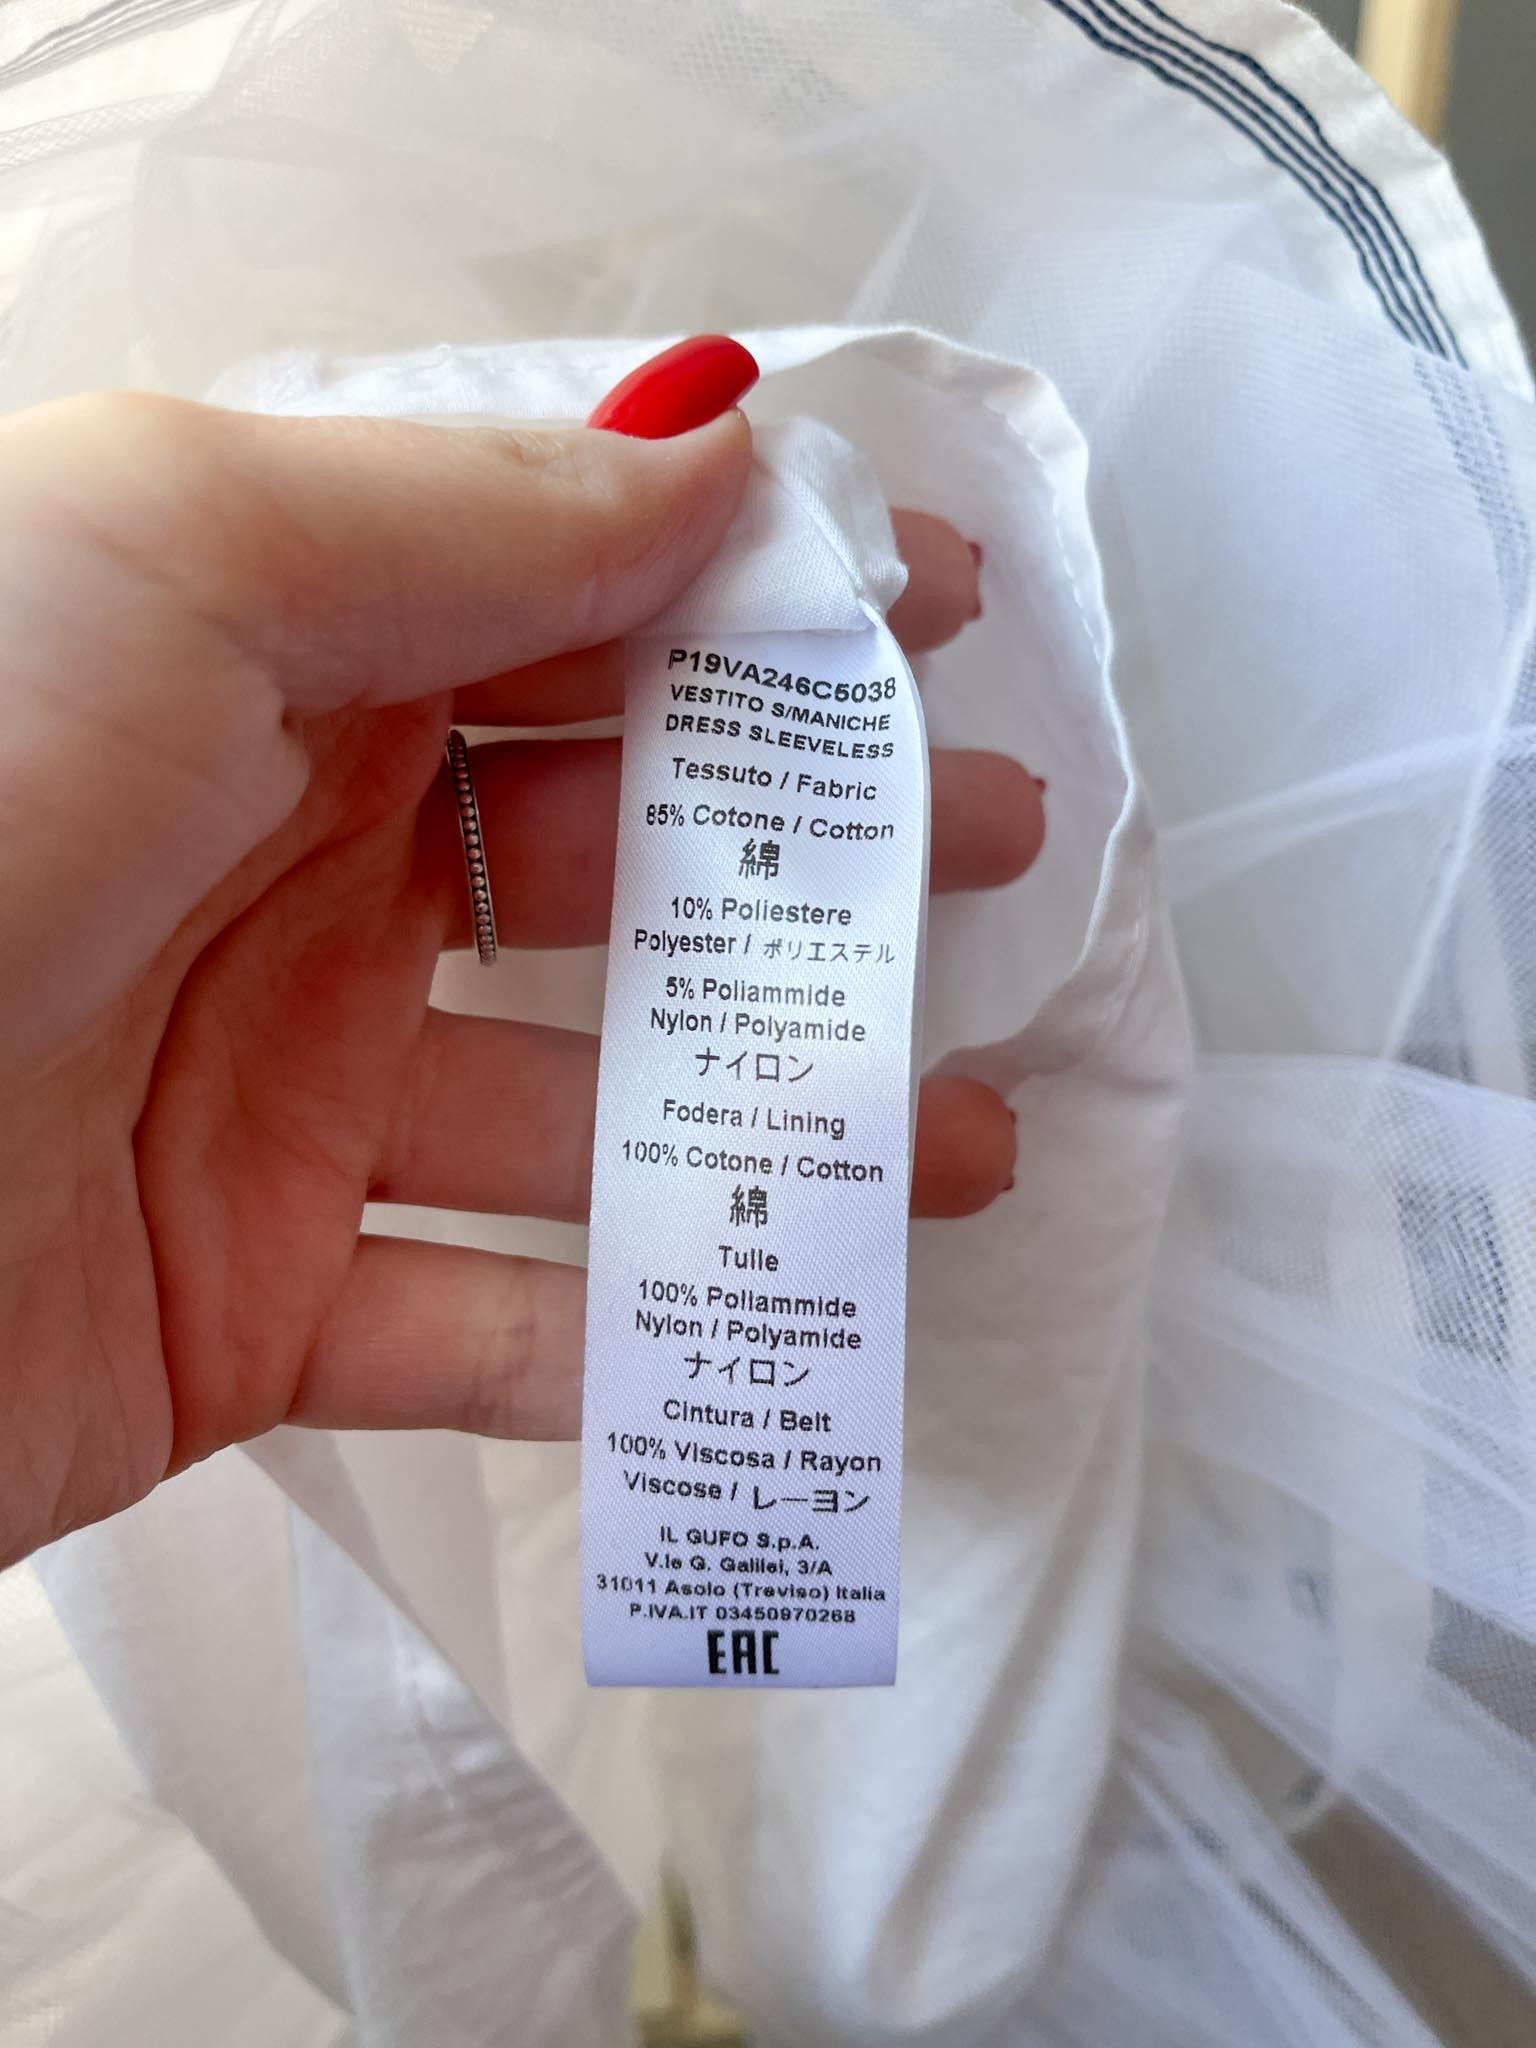 P19VA246C5038
VESTITO S/MANICHE
DRESS SLEEVELESS
Tessuto / Fabric
85% Cotone / Cotton
綿
10% Poliestere
Polyester / ポリエステル
5% Poliammide
Nylon / Polyamide
ナイロン
Fodera / Lining
100% Cotone / Cotton
綿
Tulle
100% Poliammide
Nylon / Polyamide
ナイロン
Cintura / Belt
100% Viscosa / Rayon
Viscose / レーヨン
IL GUFO S.p.A.
V.le G. Galilei, 3/A
31011 Asolo (Treviso) Italia
P.IVA.IT 03450970268
EAC